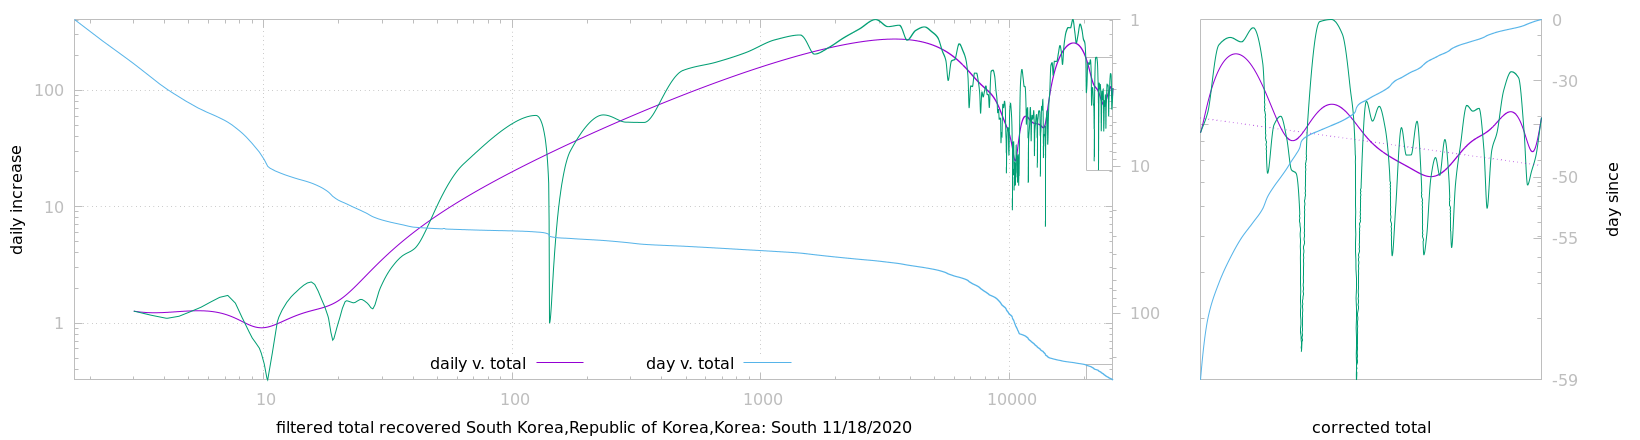 daily increase
100
10
1
daily v. total
day v. total
10
100
1000
10000
1
10
100
filtered total recovered South Korea,Republic of Korea,Korea: South 11/18/2020
0
-30
-50
-55
-59
day since
corrected total